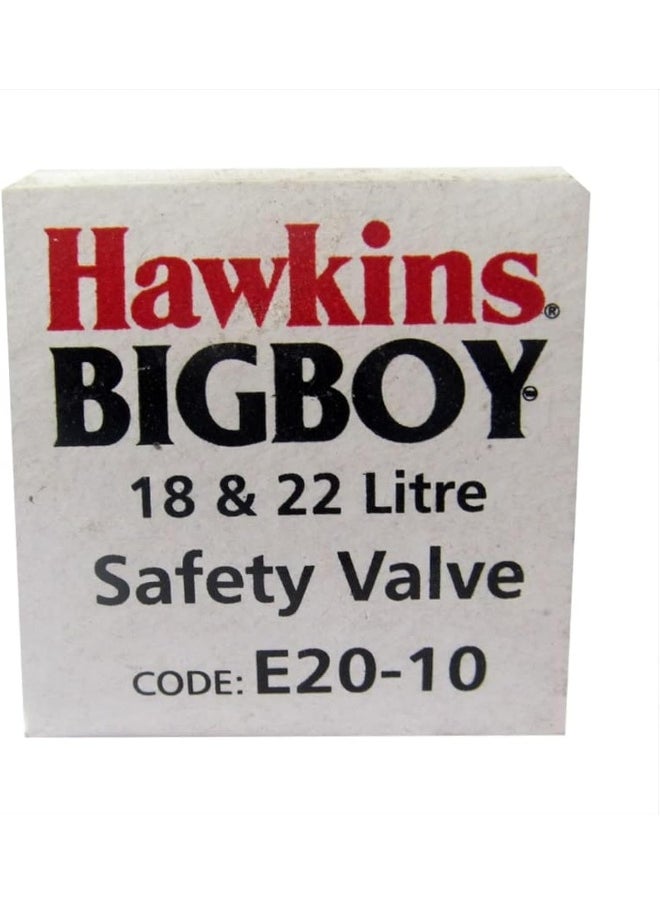 Hawkins®
BIGBOY
18 & 22 Litre
Safety Valve
CODE: E20-10